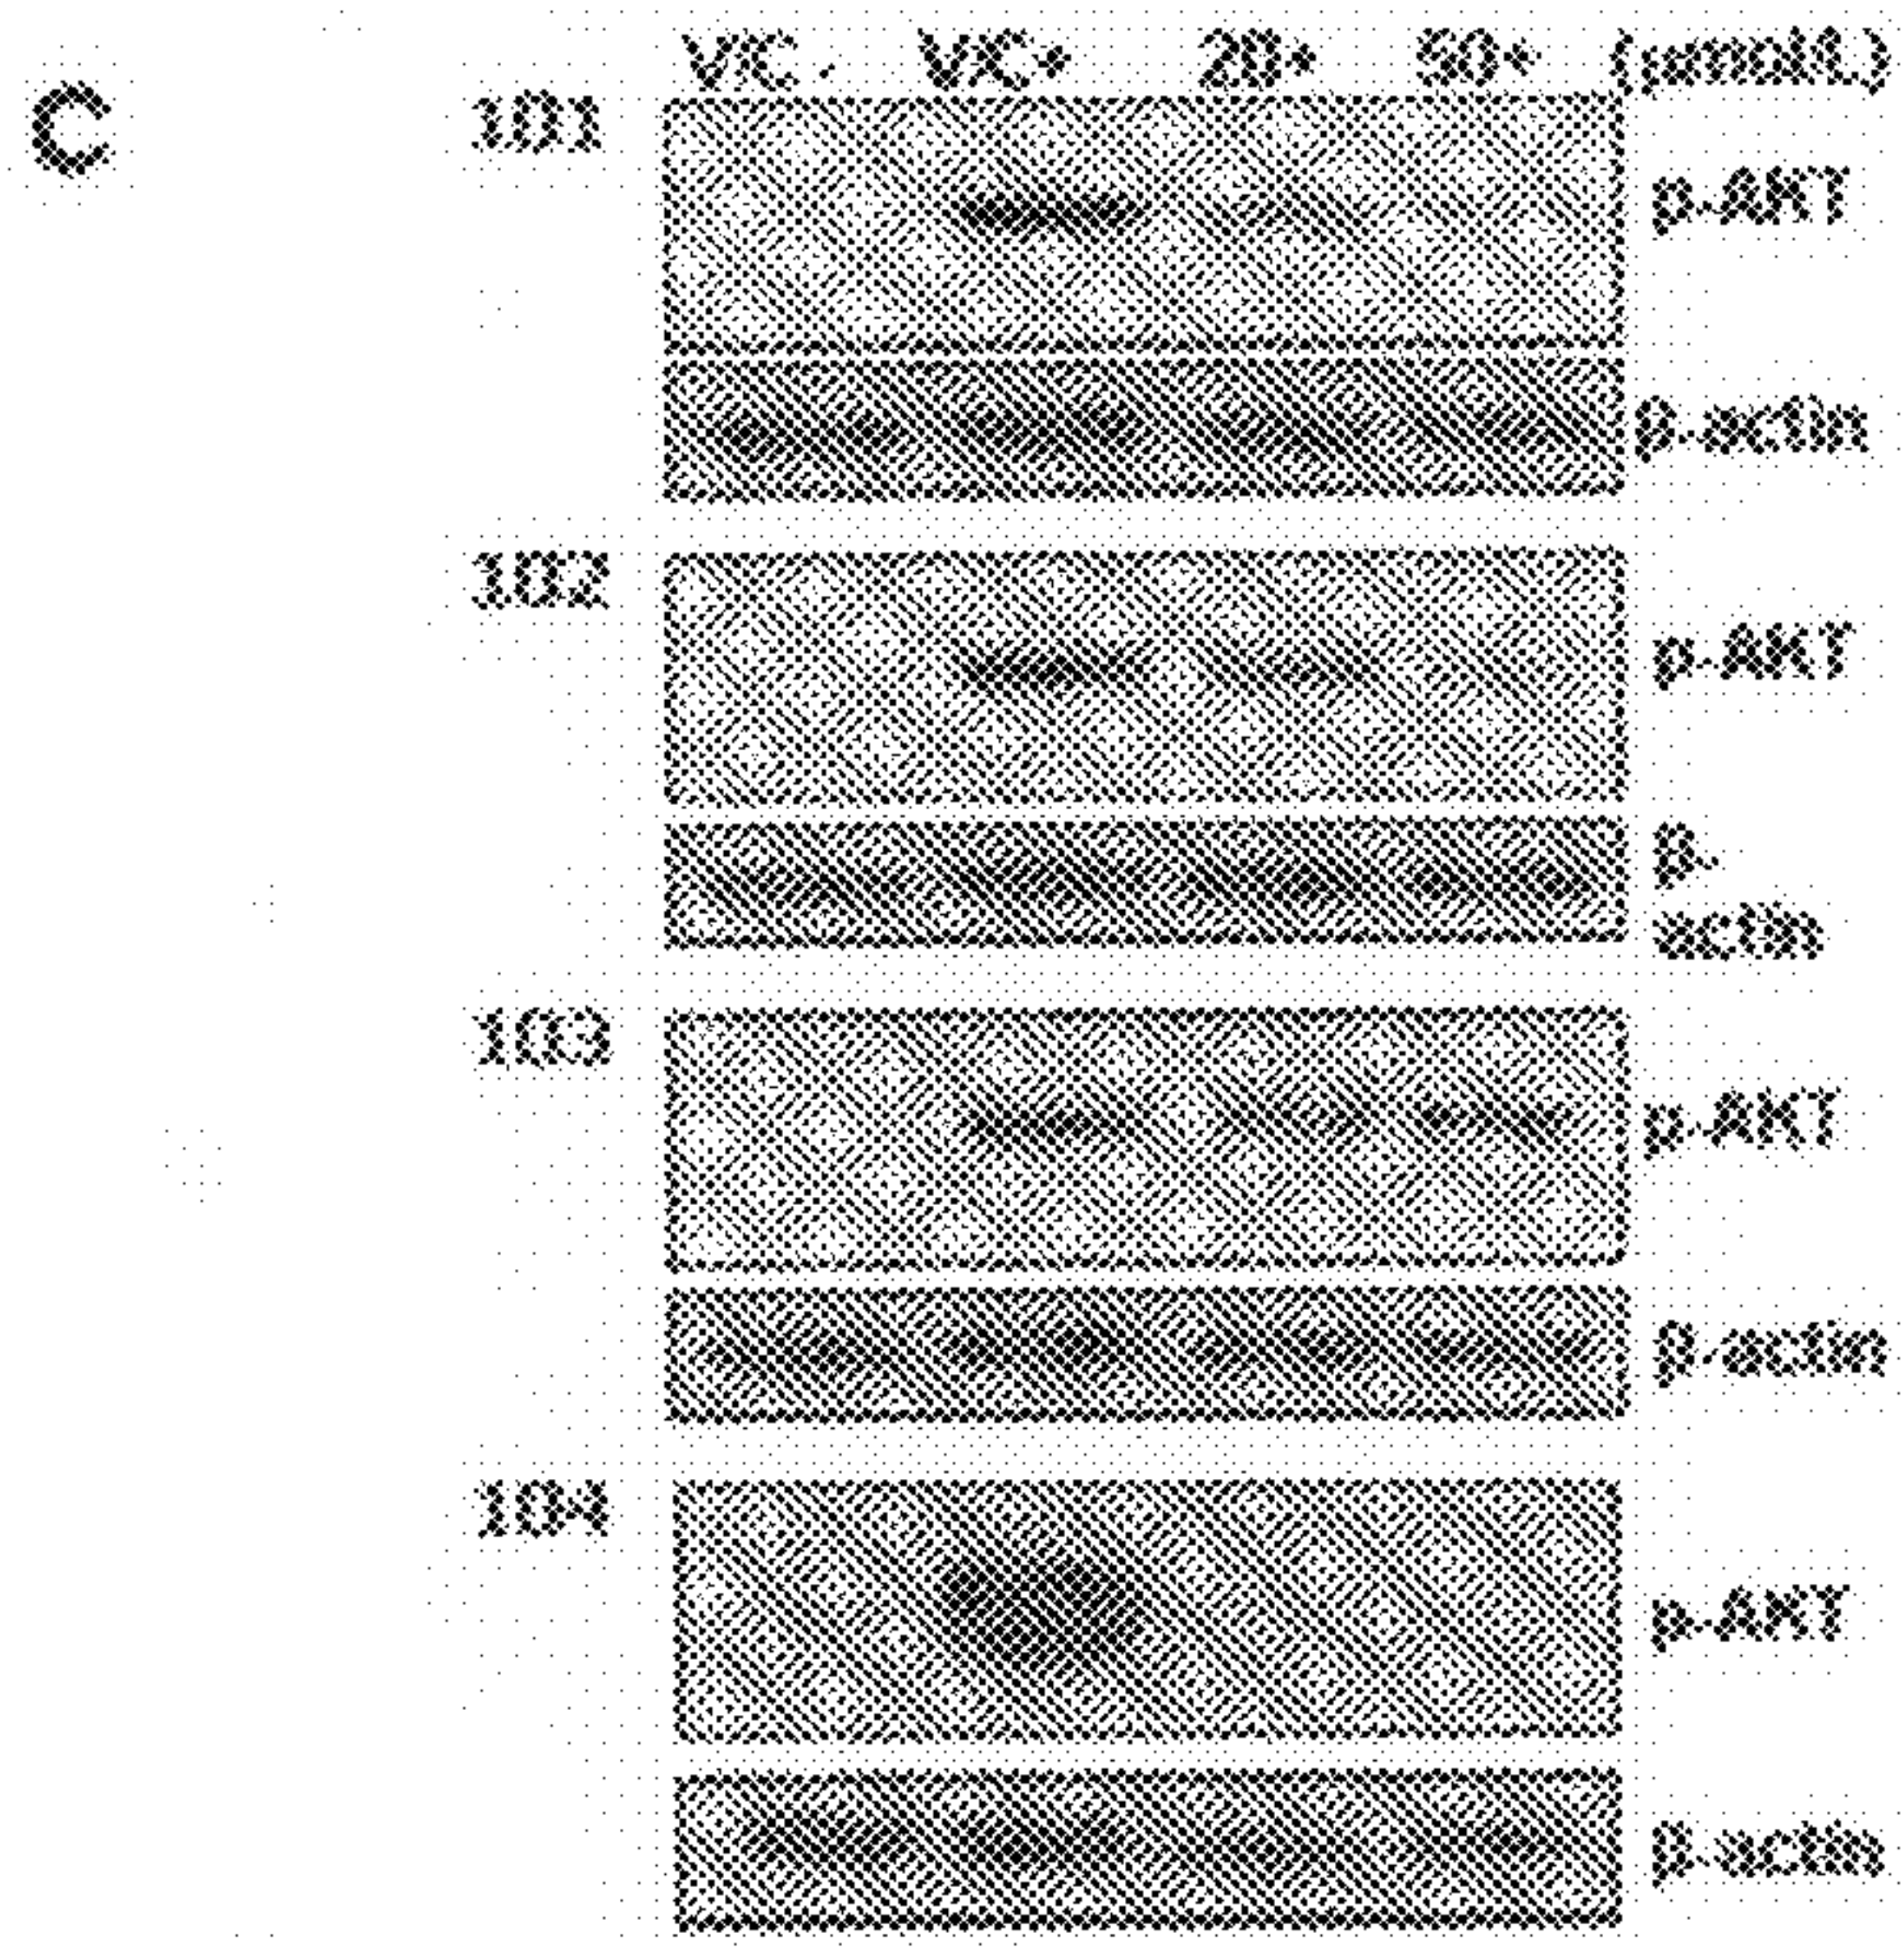 C
VC - VC+ 20+ 50+ (μmol/L)
101
p-AKT
β-actin
102
p-AKT
β-
actin
103
p-AKT
β-actin
104
p-AKT
β-actin